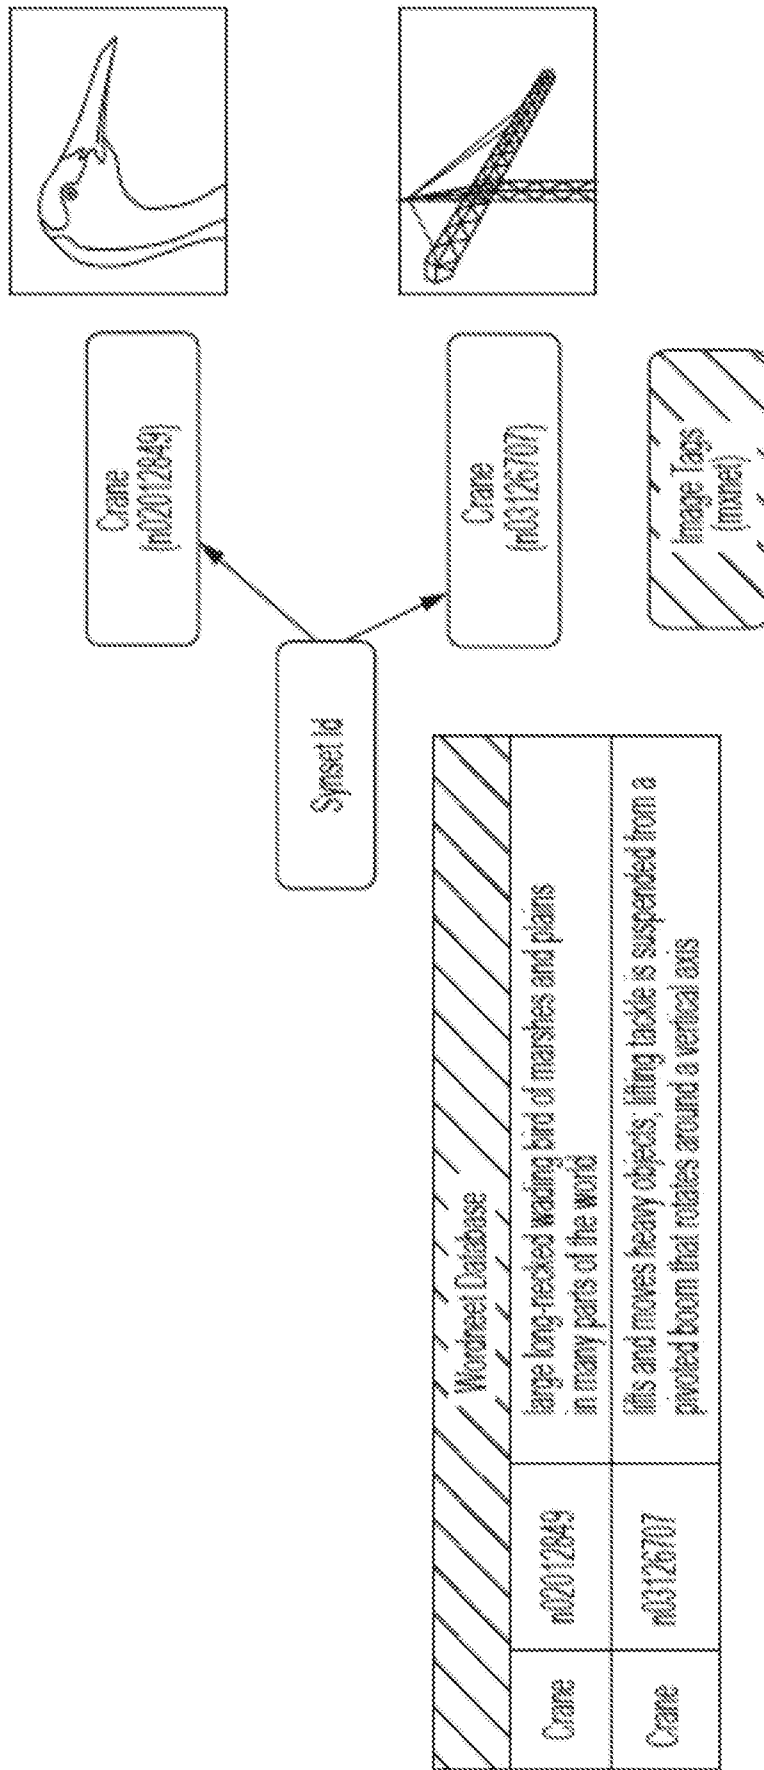 Crane
(n02012849)
Synset id
Crane
(n03126707)
Image Tags
(mxnet)
Wordneet Database
Crane
n02012849
large long-necked wading bird of marshes and plains
in many parts of the world
Crane
n03126707
lifts and moves heavy objects; lifting tackle is suspended from a
pivoted boom that rotates around a vertical axis